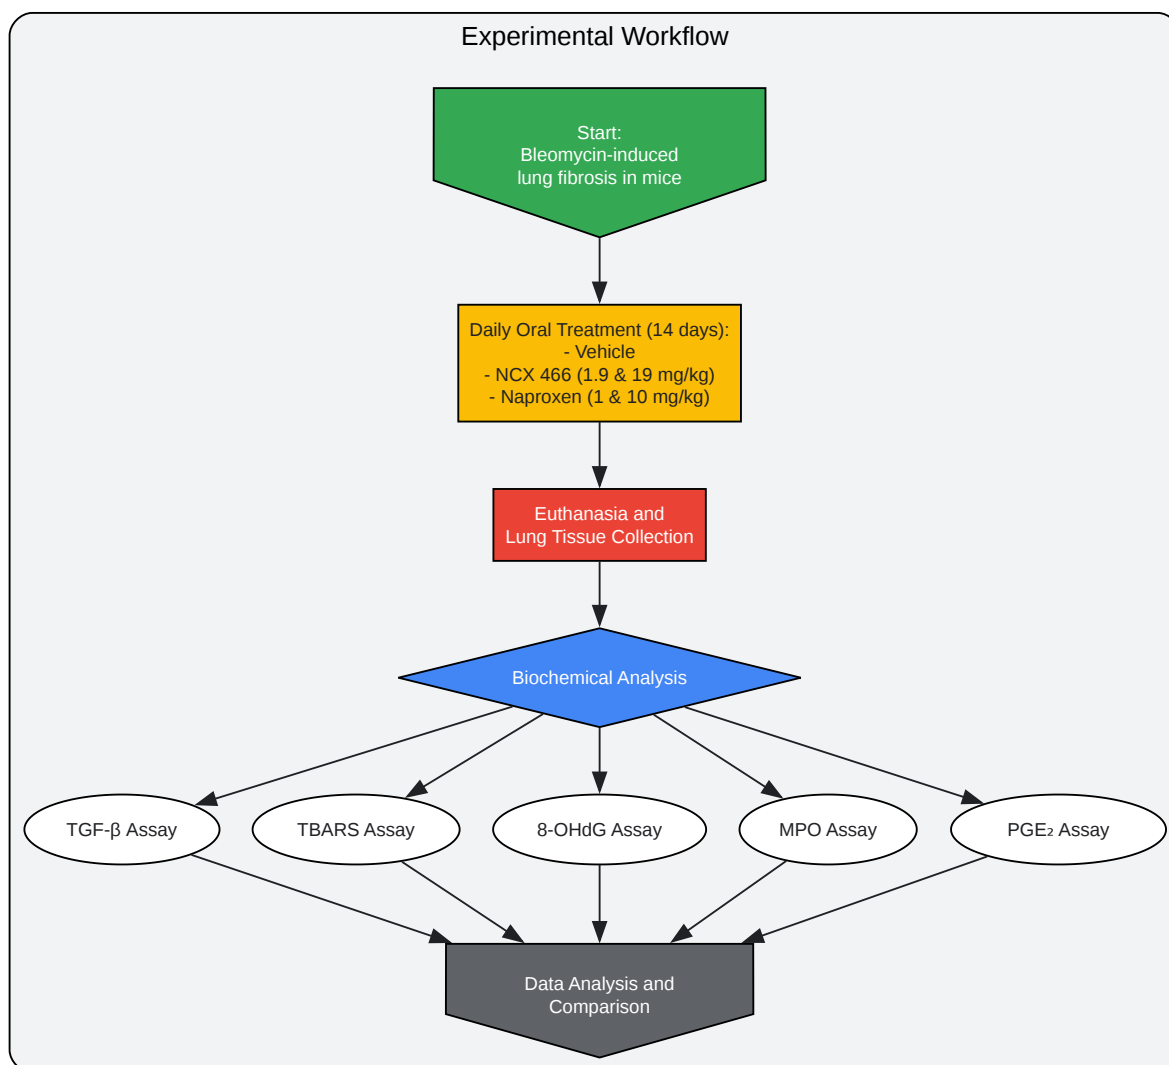 Experimental Workflow
Start:
Bleomycin-induced
lung fibrosis in mice
Daily Oral Treatment (14 days):
- Vehicle
- NCX 466 (1.9 & 19 mg/kg)
- Naproxen (1 & 10 mg/kg)
Euthanasia and
Lung Tissue Collection
Biochemical Analysis
TGF-β Assay
TBARS Assay
8-OHdG Assay
MPO Assay
PGE₂ Assay
Data Analysis and
Comparison